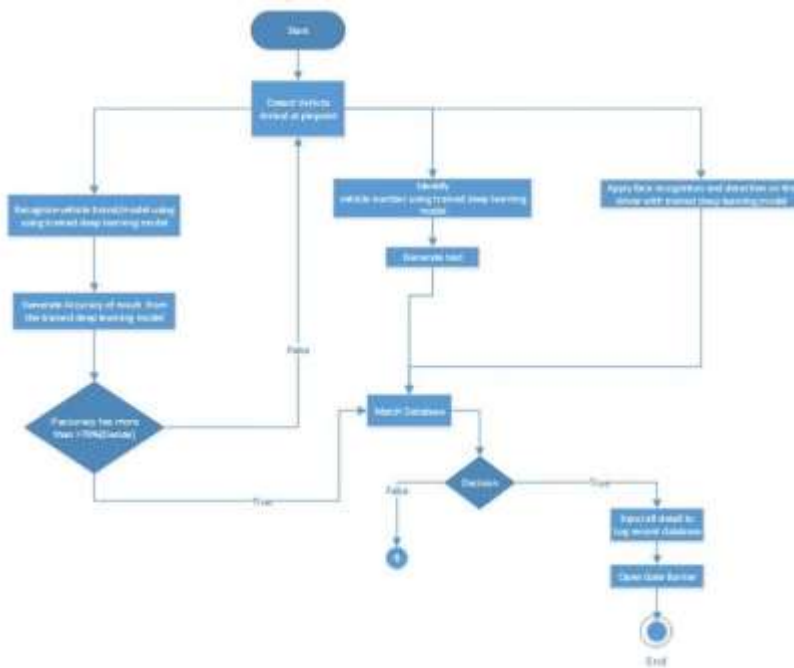 Start
Detect Vehicle
Arrived at pinpoint
Recognize vehicle brand/model using
using trained deep learning model
Identify
vehicle number using trained deep learning
model
Apply face recognition and detection on the
driver with trained deep learning model
Generate text
Generate Accuracy of result from
the trained deep learning model
False
If accuracy has more
than >70%(Decide)
Match Database
True
Decision
False
True
Input all detail to
Log record database
Open Gate Barrier
End